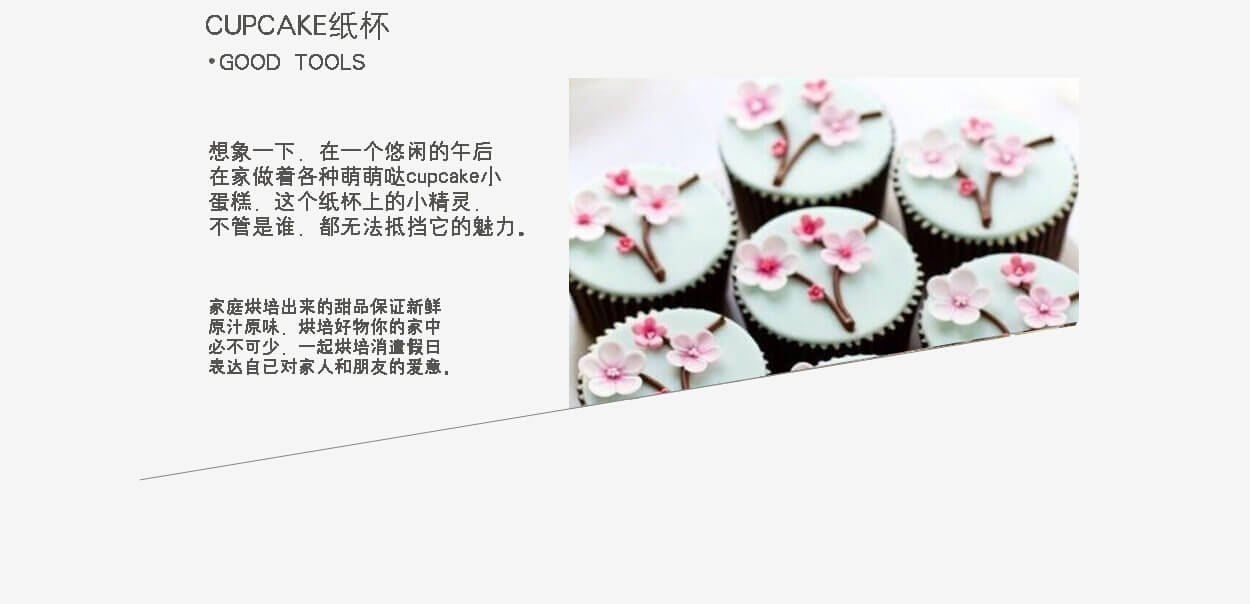 CUPCAKE纸杯
•GOOD TOOLS
想象一下，在一个悠闲的午后
在家做着各种萌萌哒cupcake小
蛋糕，这个纸杯上的小精灵，
不管是谁，都无法抵挡它的魅力。
家庭烘培出来的甜品保证新鲜
原汁原味，烘培好物你的家中
必不可少，一起烘培消遣假日
表达自己对家人和朋友的爱意。